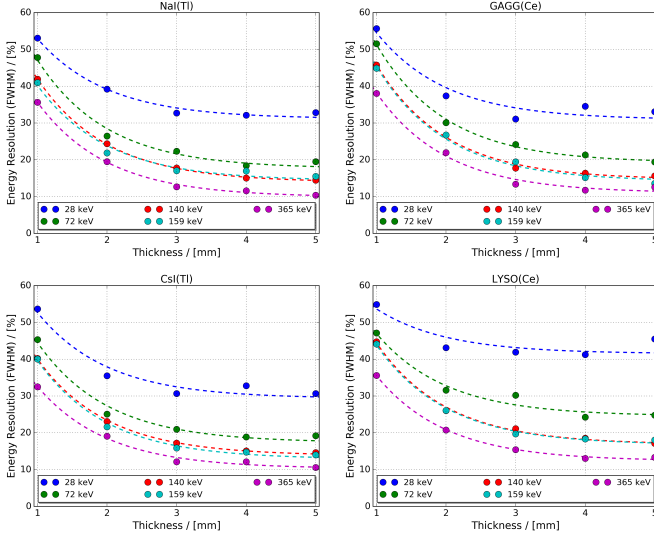 NaI(Tl)
Energy Resolution (FWHM) / [%]
60
50
40
30
20
10
0
28 keV
72 keV
140 keV
159 keV
365 keV
1 2 3 4 5
Thickness / [mm]
GAGG(Ce)
Energy Resolution (FWHM) / [%]
60
50
40
30
20
10
0
28 keV
72 keV
140 keV
159 keV
365 keV
1 2 3 4 5
Thickness / [mm]
CsI(Tl)
Energy Resolution (FWHM) / [%]
60
50
40
30
20
10
0
28 keV
72 keV
140 keV
159 keV
365 keV
1 2 3 4 5
Thickness / [mm]
LYSO(Ce)
Energy Resolution (FWHM) / [%]
60
50
40
30
20
10
0
28 keV
72 keV
140 keV
159 keV
365 keV
1 2 3 4 5
Thickness / [mm]